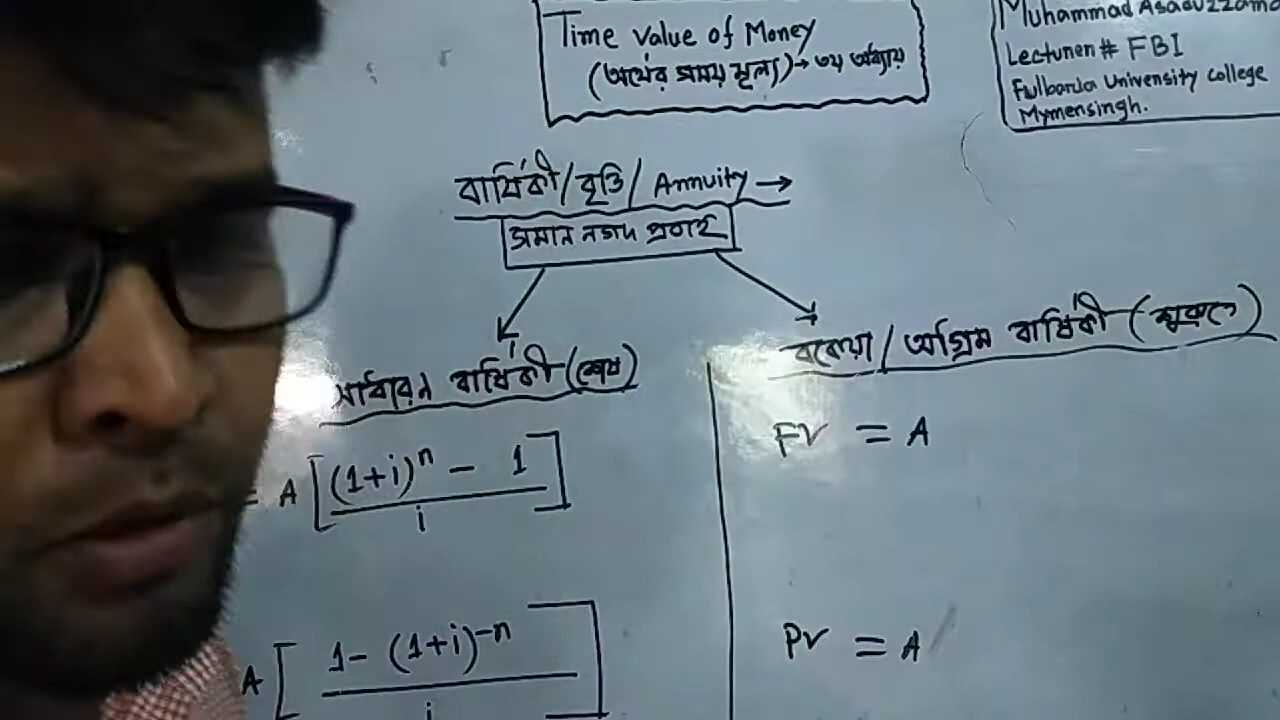 Time value of Money
(অর্থের সময় মূল্য)→ ৩য় অধ্যায়
Muhammad Asaduzzama
Lecturer # FBI
Fulbaria University College
Mymensingh.
বার্ষিকী/বৃত্তি/ Annuity →
সমান নগদ প্রবাহ
সাধারন বার্ষিকী (শেষ)
= A [(1+i)^n - 1 / i]
A [1- (1+i)^-n / i]
বকেয়া / অগ্রিম বার্ষিকী (শুরুতে)
FV = A
PV = A